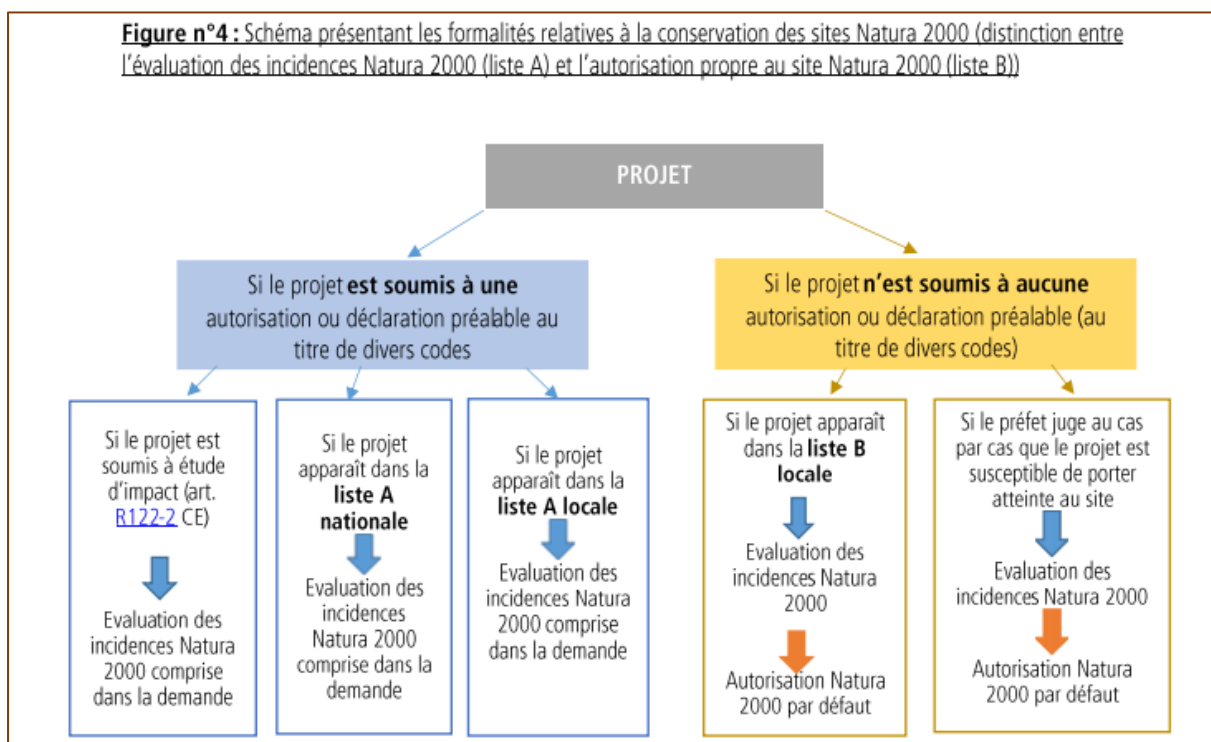 Figure n°4 : Schéma présentant les formalités relatives à la conservation des sites Natura 2000 (distinction entre
l'évaluation des incidences Natura 2000 (liste A) et l'autorisation propre au site Natura 2000 (liste B))
PROJET
Si le projet est soumis à une
autorisation ou déclaration préalable au
titre de divers codes
Si le projet n'est soumis à aucune
autorisation ou déclaration préalable (au
titre de divers codes)
Si le projet est
soumis à étude
d'impact (art.
R122-2 CE)
Evaluation des
incidences Natura
2000 comprise
dans la demande
Si le projet
apparaît dans la
liste A
nationale
Evaluation des
incidences
Natura 2000
comprise dans la
demande
Si le projet
apparaît dans la
liste A locale
Evaluation des
incidences Natura
2000 comprise
dans la demande
Si le projet apparaît
dans la liste B
locale
Evaluation des
incidences Natura
2000
Autorisation Natura
2000 par défaut
Si le préfet juge au cas
par cas que le projet est
susceptible de porter
atteinte au site
Evaluation des
incidences Natura 2000
Autorisation Natura
2000 par défaut